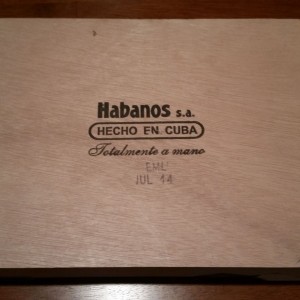 Habanos s.a.
HECHO EN CUBA
Totalmente a mano
EML
JUL 14